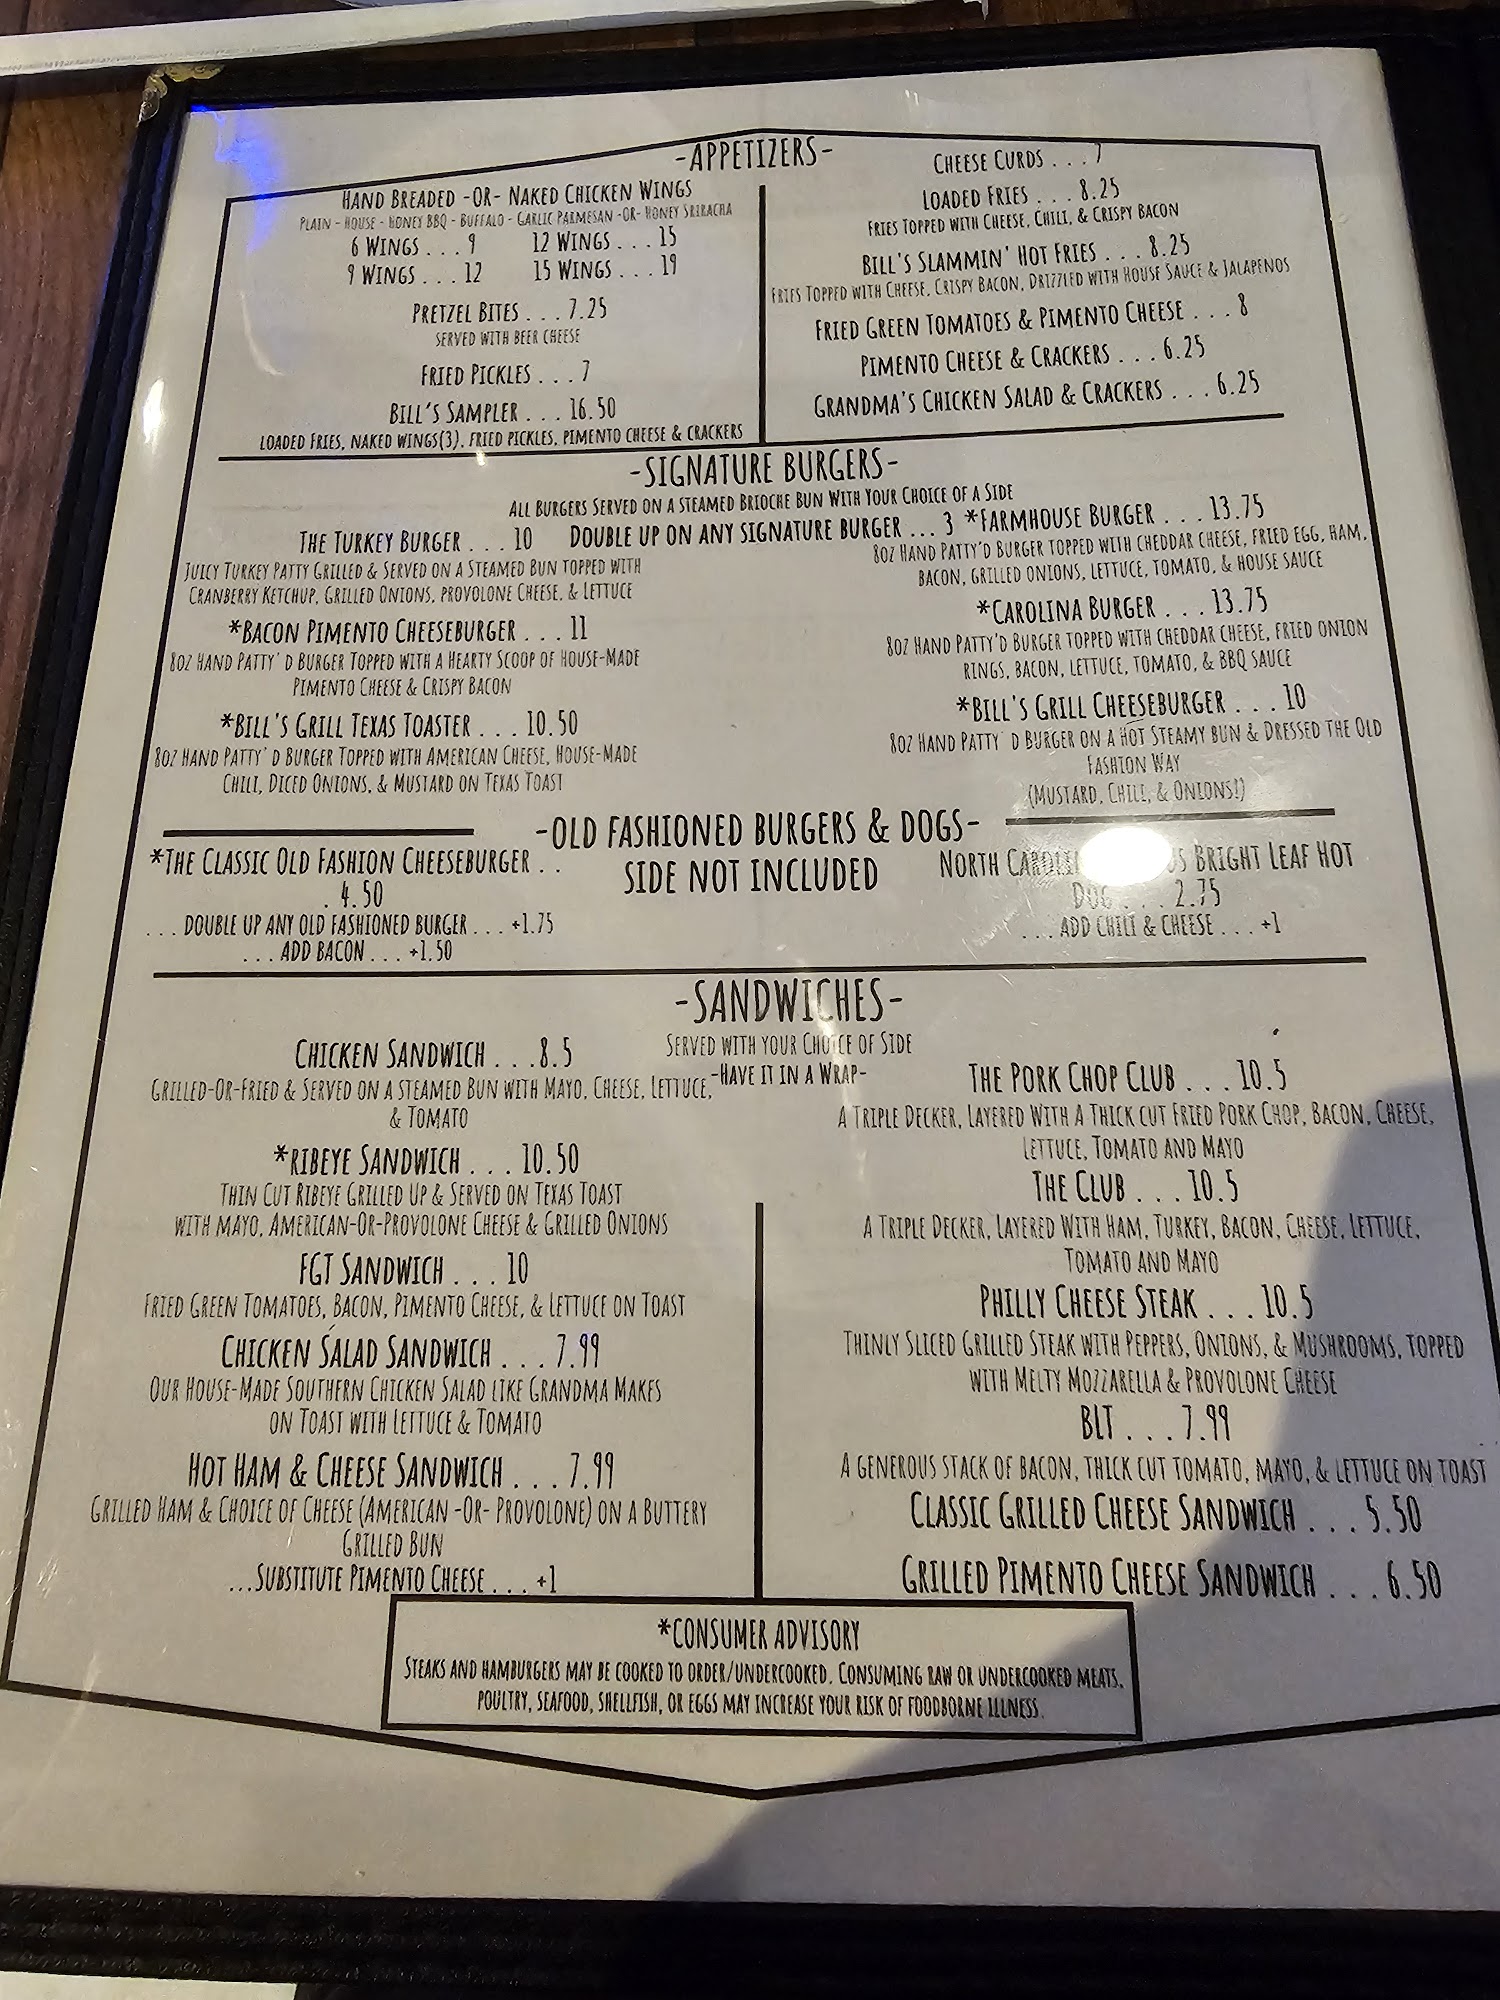 -APPETIZERS-
HAND BREADED -OR- NAKED CHICKEN WINGS
PLAIN - HOUSE - HONEY BBQ - BUFFALO - GARLIC PARMESAN -OR- HONEY SRIRACHA
6 WINGS . . . 9 12 WINGS . . . 15
9 WINGS . . . 12 15 WINGS . . . 19
PRETZEL BITES . . . 7.25
SERVED WITH BEER CHEESE
FRIED PICKLES . . . 7
BILL'S SAMPLER . . . 16.50
LOADED FRIES, NAKED WINGS(3), FRIED PICKLES, PIMENTO CHEESE & CRACKERS
CHEESE CURDS . . . 7
LOADED FRIES . . . 8.25
FRIES TOPPED WITH CHEESE, CHILI, & CRISPY BACON
BILL'S SLAMMIN' HOT FRIES . . . 8.25
FRIES TOPPED WITH CHEESE, CRISPY BACON, DRIZZLED WITH HOUSE SAUCE & JALAPENOS
FRIED GREEN TOMATOES & PIMENTO CHEESE . . . 8
PIMENTO CHEESE & CRACKERS . . . 6.25
GRANDMA'S CHICKEN SALAD & CRACKERS . . . 6.25
-SIGNATURE BURGERS-
ALL BURGERS SERVED ON A STEAMED BRIOCHE BUN WITH YOUR CHOICE OF A SIDE
DOUBLE UP ON ANY SIGNATURE BURGER ... 3
THE TURKEY BURGER . . . 10
JUICY TURKEY PATTY GRILLED & SERVED ON A STEAMED BUN TOPPED WITH
CRANBERRY KETCHUP, GRILLED ONIONS, PROVOLONE CHEESE, & LETTUCE
*BACON PIMENTO CHEESEBURGER . . . 11
8OZ HAND PATTY' D BURGER TOPPED WITH A HEARTY SCOOP OF HOUSE-MADE
PIMENTO CHEESE & CRISPY BACON
*BILL'S GRILL TEXAS TOASTER . . . 10.50
8OZ HAND PATTY' D BURGER TOPPED WITH AMERICAN CHEESE, HOUSE-MADE
CHILI, DICED ONIONS, & MUSTARD ON TEXAS TOAST
*FARMHOUSE BURGER . . . 13.75
8OZ HAND PATTY'D BURGER TOPPED WITH CHEDDAR CHEESE, FRIED EGG, HAM,
BACON, GRILLED ONIONS, LETTUCE, TOMATO, & HOUSE SAUCE
*CAROLINA BURGER . . . 13.75
8OZ HAND PATTY'D BURGER TOPPED WITH CHEDDAR CHEESE, FRIED ONION
RINGS, BACON, LETTUCE, TOMATO, & BBQ SAUCE
*BILL'S GRILL CHEESEBURGER . . . 10
8OZ HAND PATTY' D BURGER ON A HOT STEAMY BUN & DRESSED THE OLD
FASHION WAY
(MUSTARD, CHILI, & ONIONS!)
-OLD FASHIONED BURGERS & DOGS-
SIDE NOT INCLUDED
*THE CLASSIC OLD FASHION CHEESEBURGER . .
. 4.50
. . . DOUBLE UP ANY OLD FASHIONED BURGER . . . +1.75
. . . ADD BACON . . . +1.50
NORTH BRIGHT LEAF HOT
DOG . . . 2.75
. . . ADD CHILI & CHEESE . . . +1
-SANDWICHES-
SERVED WITH YOUR CHOICE OF SIDE
-HAVE IT IN A WRAP-
CHICKEN SANDWICH . . .8.5
GRILLED-OR-FRIED & SERVED ON A STEAMED BUN WITH MAYO, CHEESE, LETTUCE,
& TOMATO
*RIBEYE SANDWICH . . . 10.50
THIN CUT RIBEYE GRILLED UP & SERVED ON TEXAS TOAST
WITH MAYO, AMERICAN-OR-PROVOLONE CHEESE & GRILLED ONIONS
FGT SANDWICH . . . 10
FRIED GREEN TOMATOES, BACON, PIMENTO CHEESE, & LETTUCE ON TOAST
CHICKEN SALAD SANDWICH . . . 7.99
OUR HOUSE-MADE SOUTHERN CHICKEN SALAD LIKE GRANDMA MAKES
ON TOAST WITH LETTUCE & TOMATO
HOT HAM & CHEESE SANDWICH . . . 7.99
GRILLED HAM & CHOICE OF CHEESE (AMERICAN -OR- PROVOLONE) ON A BUTTERY
GRILLED BUN
...SUBSTITUTE PIMENTO CHEESE . . . +1
THE PORK CHOP CLUB . . . 10.5
A TRIPLE DECKER, LAYERED WITH A THICK CUT FRIED PORK CHOP, BACON, CHEESE,
LETTUCE, TOMATO AND MAYO
THE CLUB . . . 10.5
A TRIPLE DECKER, LAYERED WITH HAM, TURKEY, BACON, CHEESE, LETTUCE,
TOMATO AND MAYO
PHILLY CHEESE STEAK . . . 10.5
THINLY SLICED GRILLED STEAK WITH PEPPERS, ONIONS, & MUSHROOMS, TOPPED
WITH MELTY MOZZARELLA & PROVOLONE CHEESE
BLT . . . 7.99
A GENEROUS STACK OF BACON, THICK CUT TOMATO, MAYO, & LETTUCE ON TOAST
CLASSIC GRILLED CHEESE SANDWICH . . . 5.50
GRILLED PIMENTO CHEESE SANDWICH . . . 6.50
*CONSUMER ADVISORY
STEAKS AND HAMBURGERS MAY BE COOKED TO ORDER/UNDERCOOKED. CONSUMING RAW OR UNDERCOOKED MEATS,
POULTRY, SEAFOOD, SHELLFISH, OR EGGS MAY INCREASE YOUR RISK OF FOODBORNE ILLNESS.